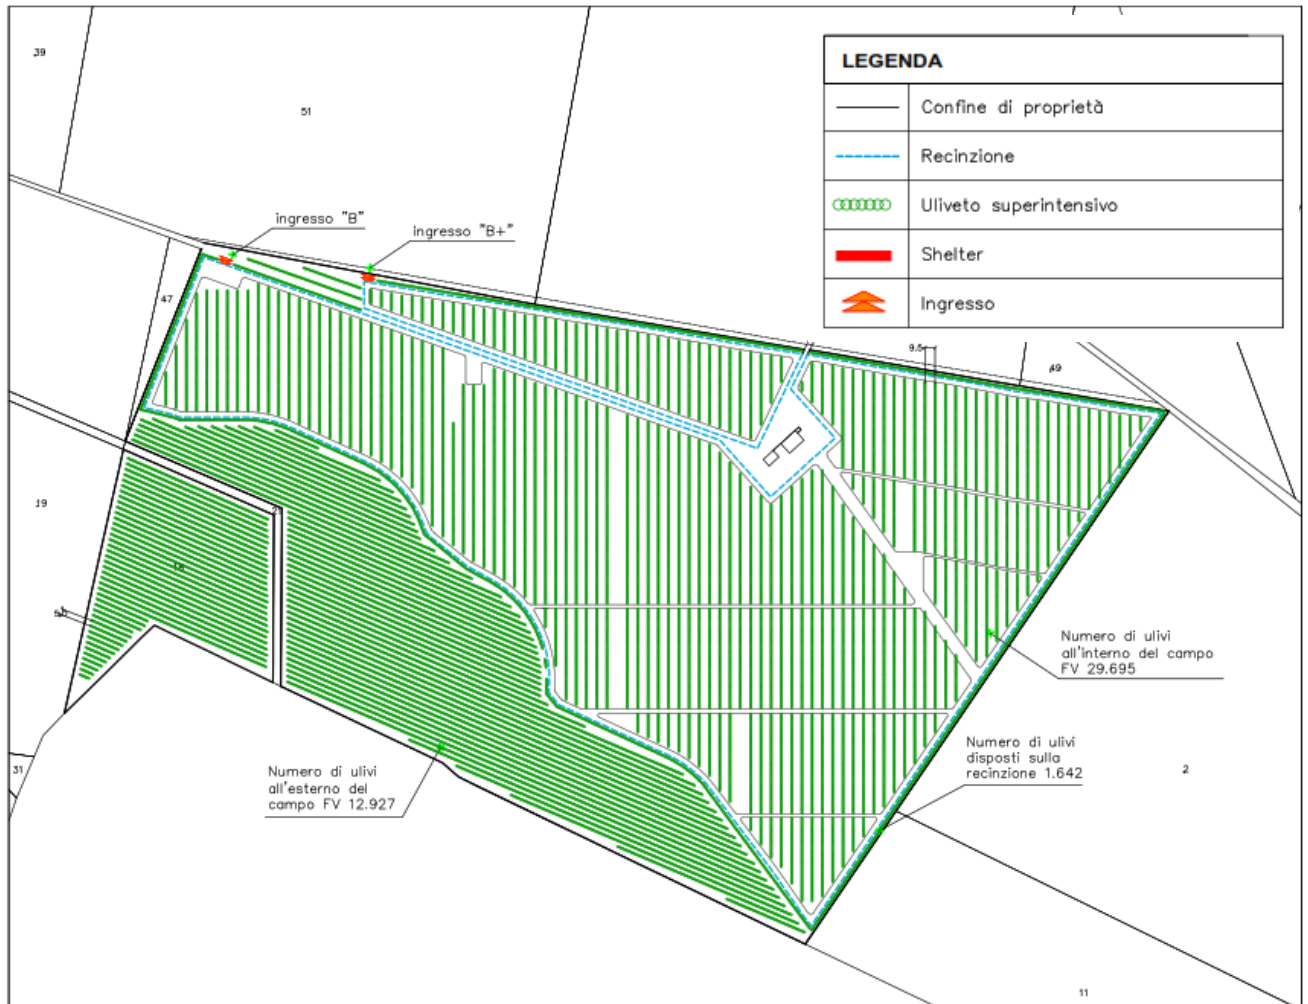 39
51
LEGENDA
Confine di proprietà
Recinzione
Uliveto superintensivo
Shelter
Ingresso
ingresso "B"
ingresso "B+"
47
9.5
49
19
2
Numero di ulivi
all'interno del campo
FV 29.695
Numero di ulivi
disposti sulla
recinzione 1.642
2
31
Numero di ulivi
all'esterno del
campo FV 12.927
11